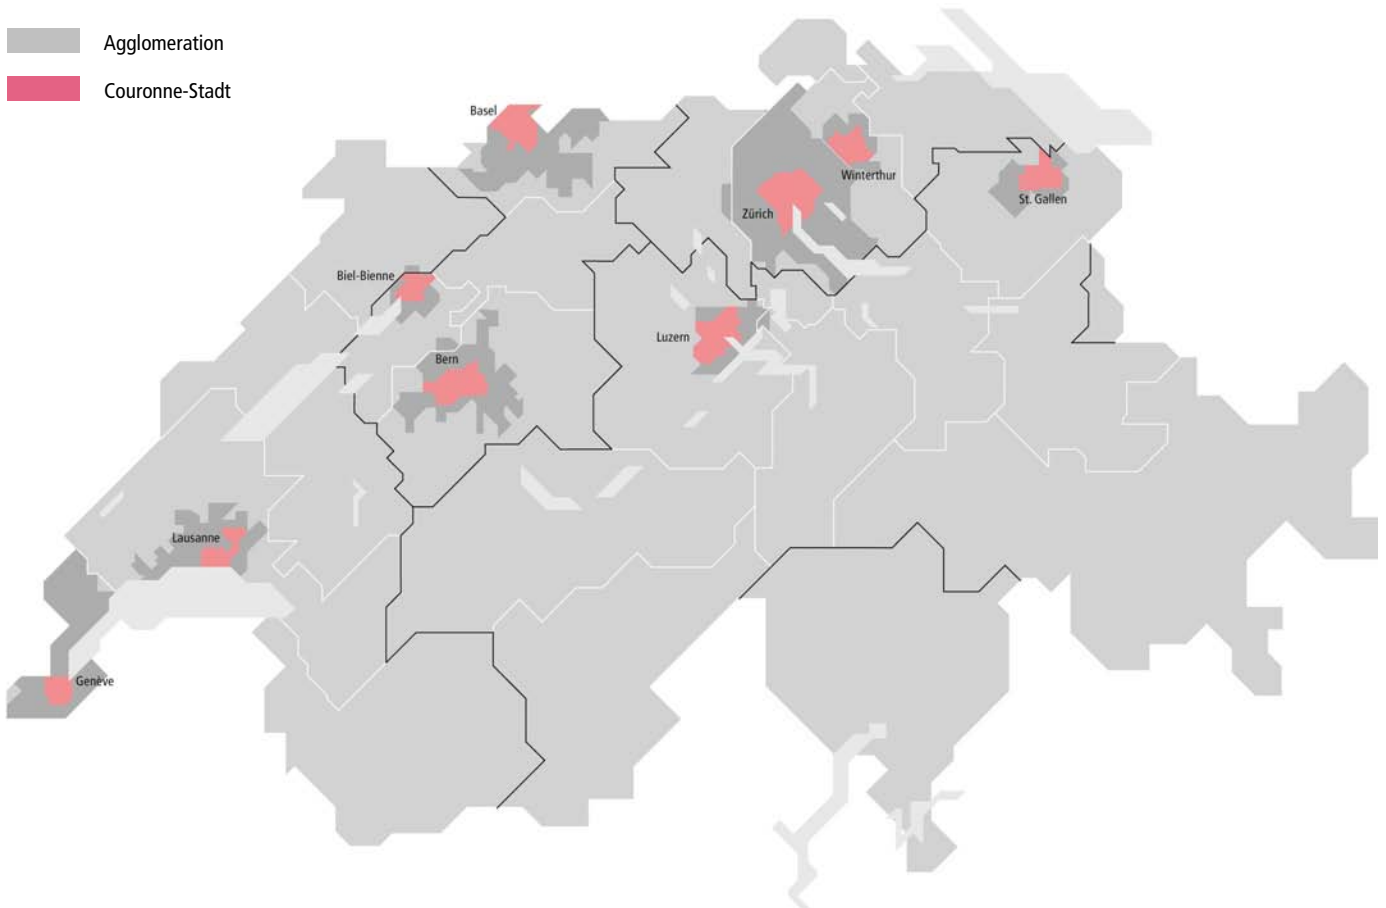 Agglomeration
Couronne-Stadt
Basel
Winterthur
St. Gallen
Zürich
Biel-Bienne
Luzern
Bern
Lausanne
Genève